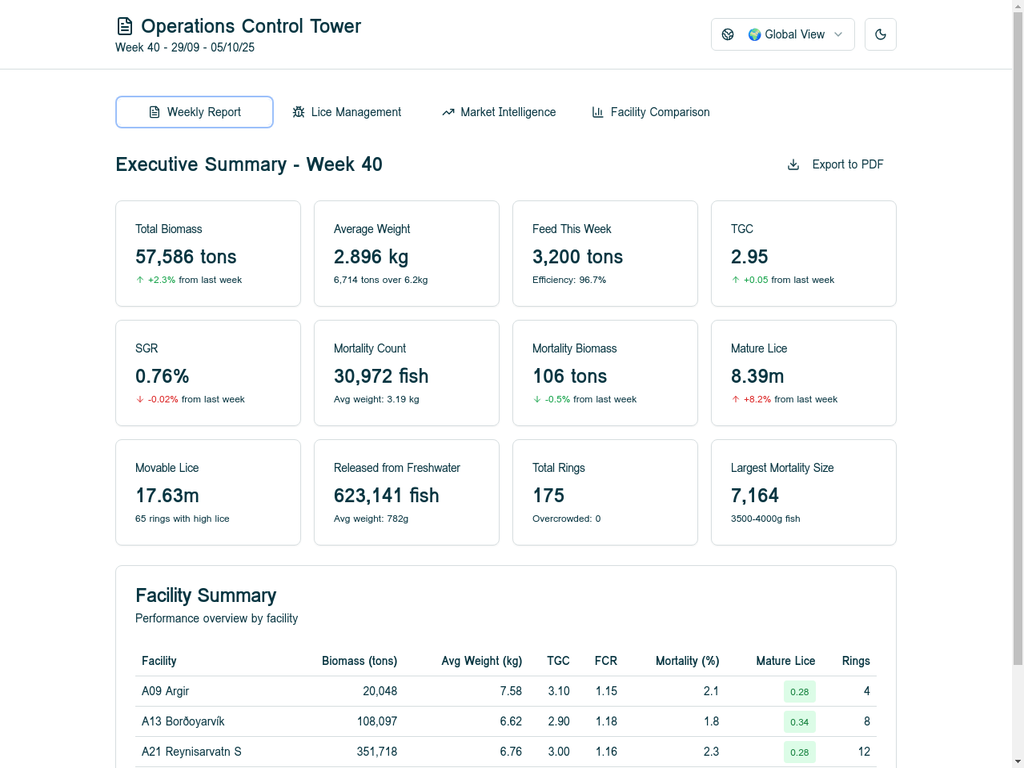 Operations Control Tower
Week 40 - 29/09 - 05/10/25
Global View
Weekly Report
Lice Management
Market Intelligence
Facility Comparison
Executive Summary - Week 40
Export to PDF
Total Biomass
57,586 tons
↑ +2.3% from last week
Average Weight
2.896 kg
6,714 tons over 6.2kg
Feed This Week
3,200 tons
Efficiency: 96.7%
TGC
2.95
↑ +0.05 from last week
SGR
0.76%
↓ -0.02% from last week
Mortality Count
30,972 fish
Avg weight: 3.19 kg
Mortality Biomass
106 tons
↓ -0.5% from last week
Mature Lice
8.39m
↑ +8.2% from last week
Movable Lice
17.63m
65 rings with high lice
Released from Freshwater
623,141 fish
Avg weight: 782g
Total Rings
175
Overcrowded: 0
Largest Mortality Size
7,164
3500-4000g fish
Facility Summary
Performance overview by facility
Facility Biomass (tons) Avg Weight (kg) TGC FCR Mortality (%) Mature Lice Rings
A09 Argir 20,048 7.58 3.10 1.15 2.1 0.28 4
A13 Borðoyarvík 108,097 6.62 2.90 1.18 1.8 0.34 8
A21 Reynisarvatn S 351,718 6.76 3.00 1.16 2.3 0.28 12